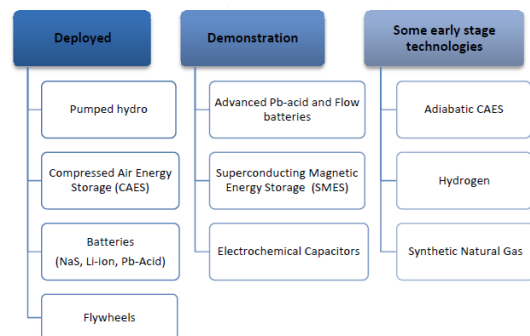 Deployed
Pumped hydro
Compressed Air Energy
Storage (CAES)
Batteries
(NaS, Li-ion, Pb-Acid)
Flywheels
Demonstration
Advanced Pb-acid and Flow
batteries
Superconducting Magnetic
Energy Storage  (SMES)
Electrochemical Capacitors
Some early stage
technologies
Adiabatic CAES
Hydrogen
Synthetic Natural Gas